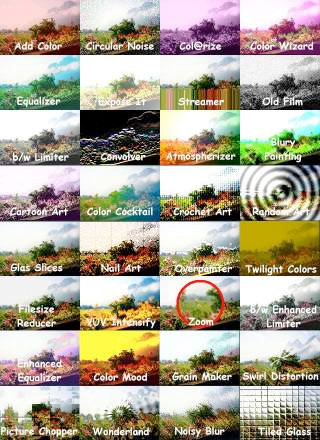 Add Color
Circular Noise
Col@rize
Color Wizard
Equalizer
Expose It
Streamer
Old Film
b/w Limiter
Convolver
Atmospherizer
Blury
Painting
Cartoon Art
Color Cocktail
Crochet Art
Random Art
Glas Slices
Nail Art
Overpainter
Twilight Colors
Filesize
Reducer
YUV Intensify
Zoom
b/w Enhanced
Limiter
Enhanced
Equalizer
Color Mood
Grain Maker
Swirl Distortion
Picture Chopper
Wonderland
Noisy Blur
Tiled Glass